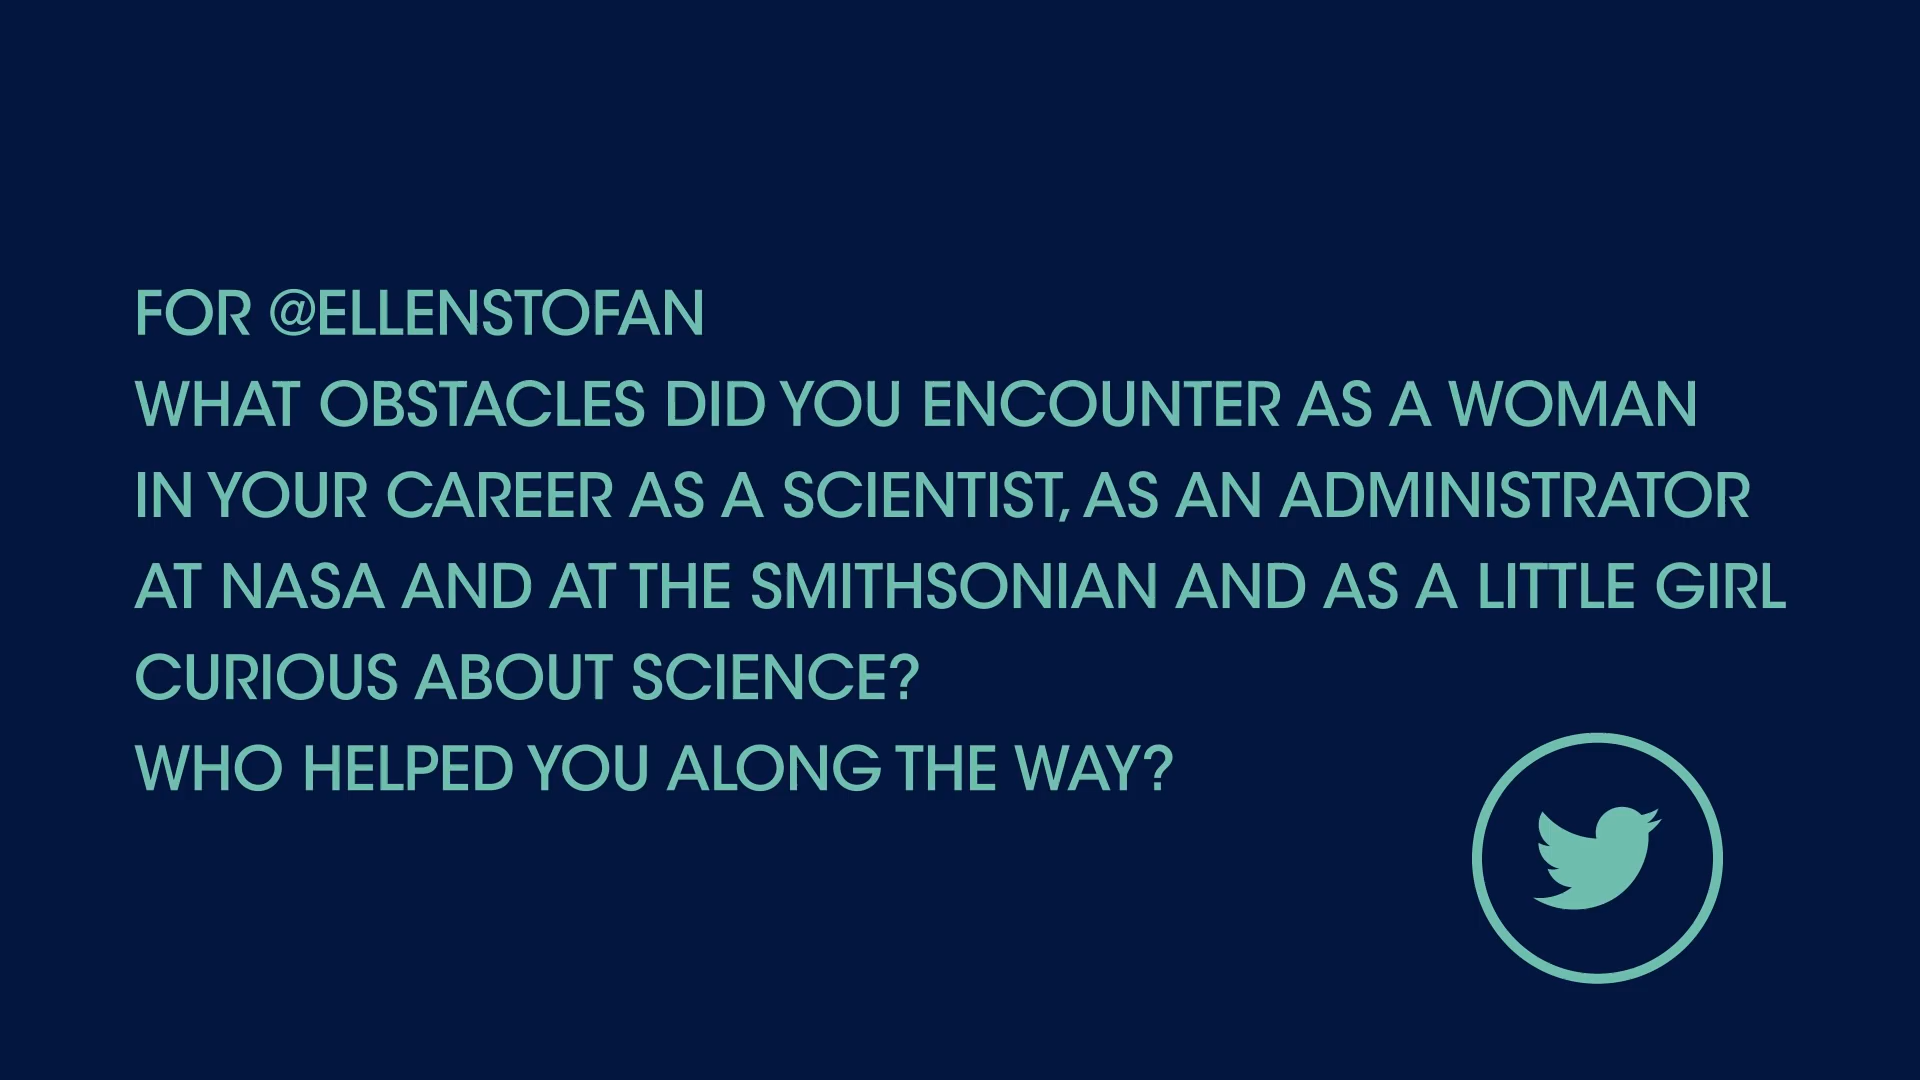 FOR @ELLENSTOFAN
WHAT OBSTACLES DID YOU ENCOUNTER AS A WOMAN
IN YOUR CAREER AS A SCIENTIST, AS AN ADMINISTRATOR
AT NASA AND AT THE SMITHSONIAN AND AS A LITTLE GIRL
CURIOUS ABOUT SCIENCE?
WHO HELPED YOU ALONG THE WAY?